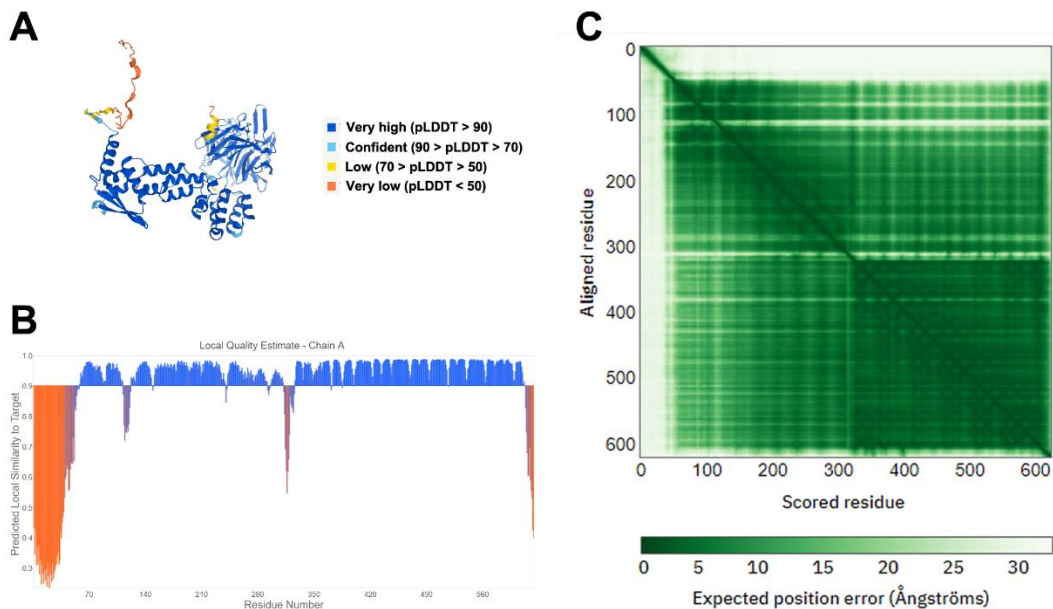 A
Very high (pLDDT > 90)
Confident (90 > pLDDT > 70)
Low (70 > pLDDT > 50)
Very low (pLDDT < 50)
B
Local Quality Estimate - Chain A
Predicted Local Similarity to Target
1.0
0.9
0.8
0.7
0.6
0.5
0.4
0.3
70 140 210 280 350 420 490 560
Residue Number
C
Aligned residue
0
100
200
300
400
500
600
0 100 200 300 400 500 600
Scored residue
0 5 10 15 20 25 30
Expected position error (Ångströms)